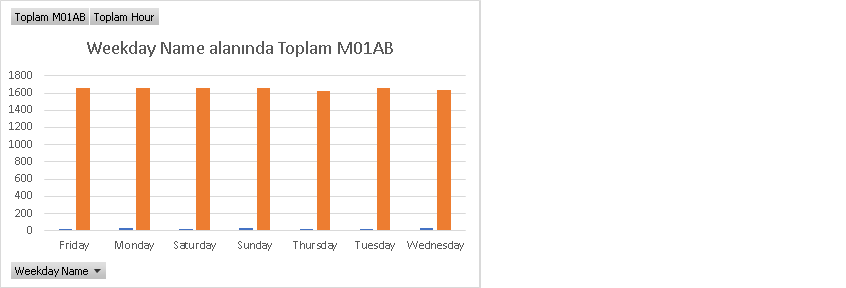 Toplam M01AB Toplam Hour
Weekday Name alanında Toplam M01AB
1800
1600
1400
1200
1000
800
600
400
200
0
Friday Monday Saturday Sunday Thursday Tuesday Wednesday
Weekday Name